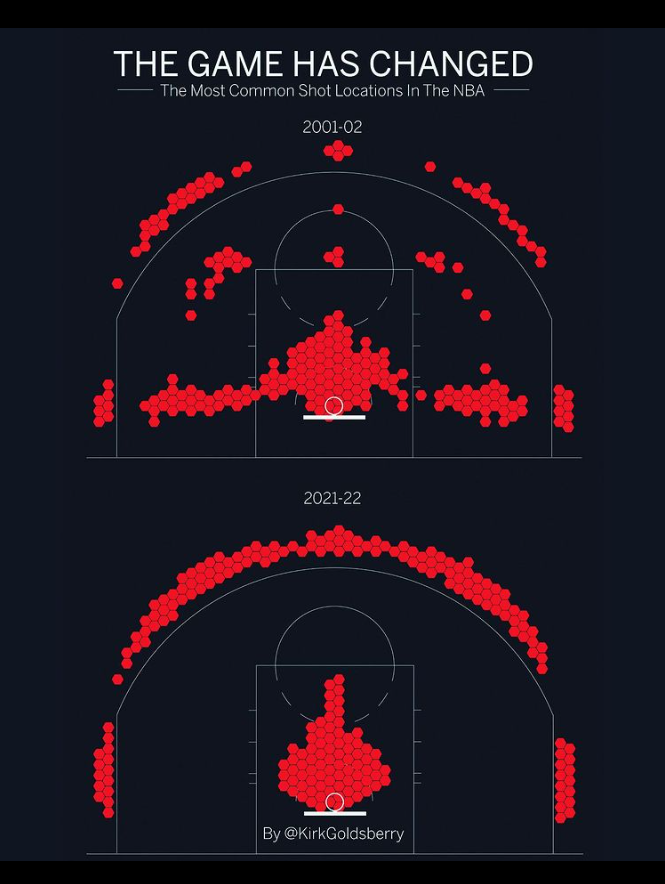 THE GAME HAS CHANGED
The Most Common Shot Locations In The NBA
2001-02
2021-22
By @KirkGoldsberry